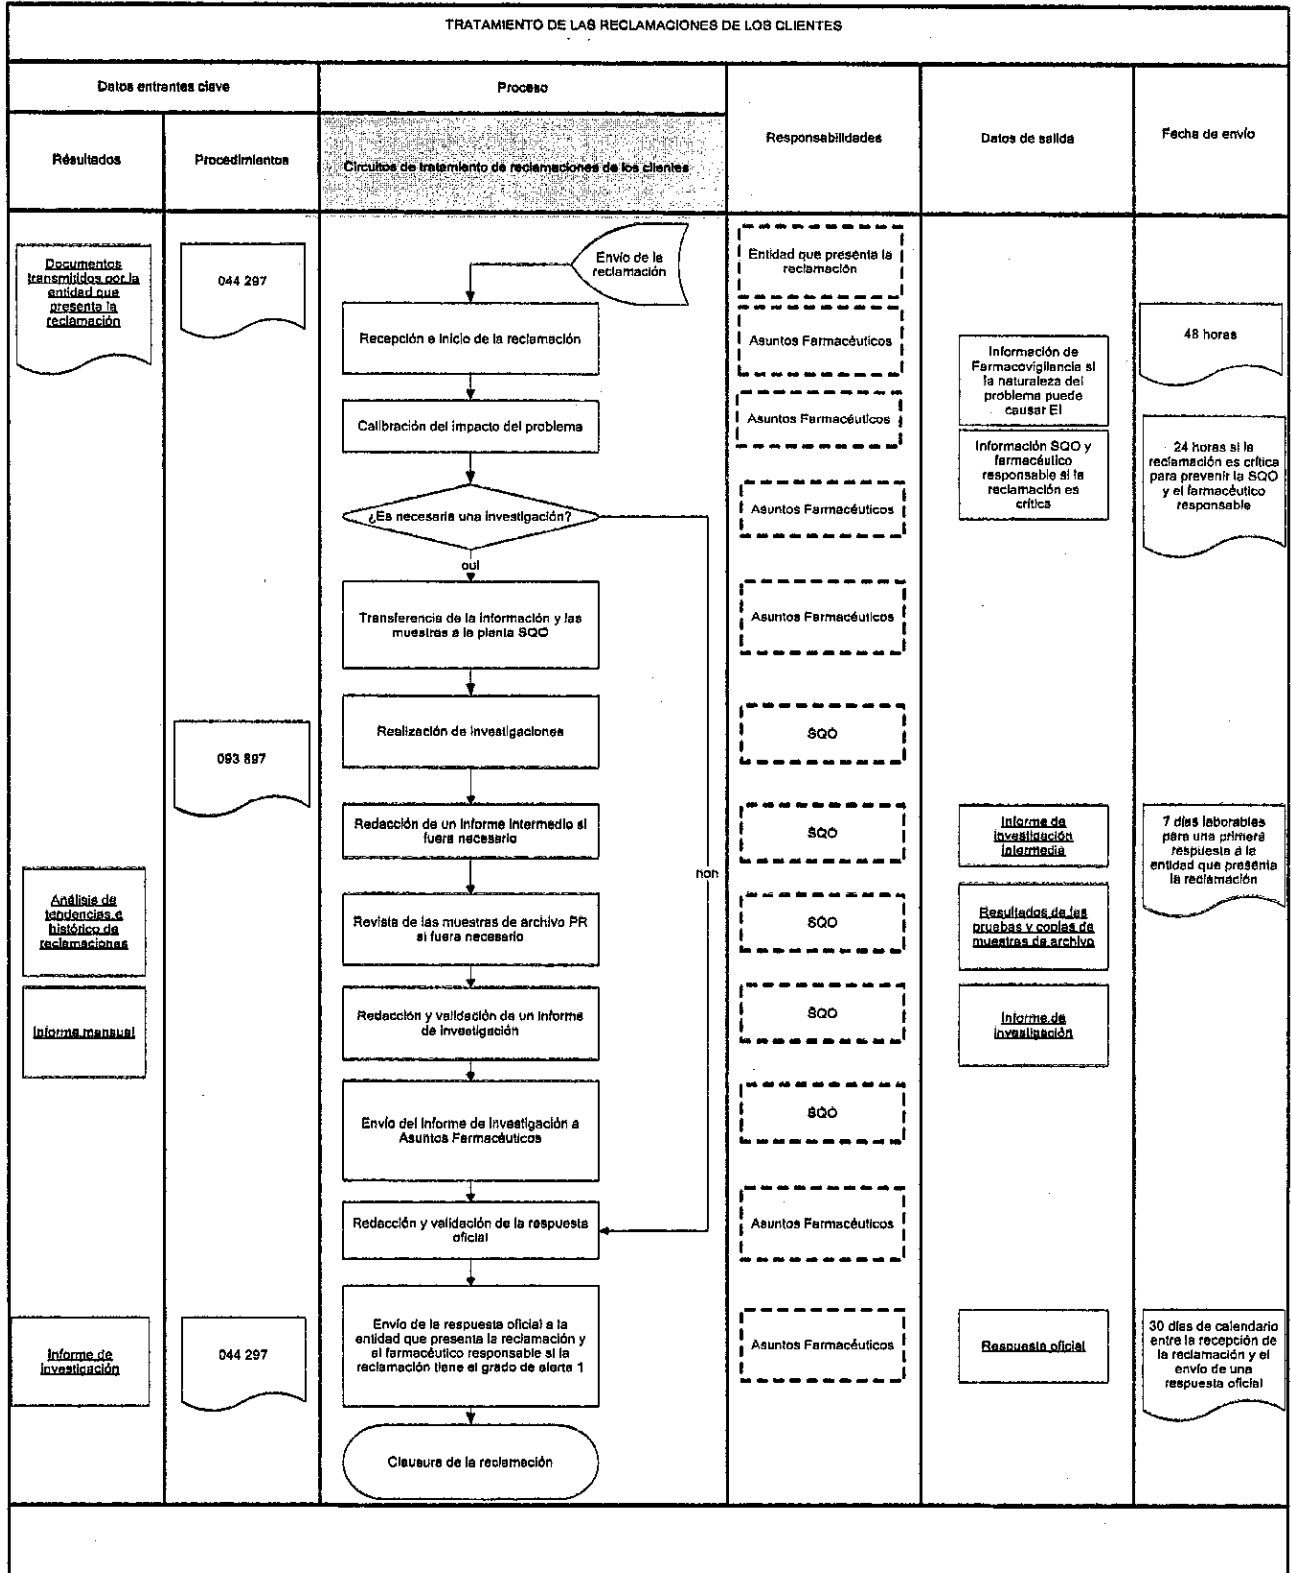 TRATAMIENTO DE LAS RECLAMACIONES DE LOS CLIENTES
Datos entrantes clave
Proceso
Responsabilidades
Datos de salida
Fecha de envío
Résultados
Procedimientos
Circuitos de tratamiento de reclamaciones de los clientes
Documentos
transmitidos por la
entidad que
presenta la
reclamación
044 297
Envío de la
reclamación
Entidad que presenta la
reclamación
Recepción e inicio de la reclamación
Asuntos Farmacéuticos
Información de
Farmacovigilancia si
la naturaleza del
problema puede
causar EI
48 horas
Calibración del impacto del problema
Asuntos Farmacéuticos
Información SQO y
farmacéutico
responsable si la
reclamación es
crítica
24 horas si la
reclamación es crítica
para prevenir la SQO
y el farmacéutico
responsable
¿Es necesaria una investigación?
Asuntos Farmacéuticos
oui
Transferencia de la información y las
muestras a la planta SQO
Asuntos Farmacéuticos
Realización de investigaciones
SQO
093 897
Redacción de un informe intermedio si
fuera necesario
SQO
Informe de
investigación
intermedia
7 días laborables
para una primera
respuesta a la
entidad que presenta
la reclamación
non
Análisis de
tendencias e
histórico de
reclamaciones
Revista de las muestras de archivo PR
si fuera necesario
SQO
Resultados de las
pruebas y copias de
muestras de archivo
Informe mensual
Redacción y validación de un informe
de investigación
SQO
Informe de
investigación
Envío del informe de investigación a
Asuntos Farmacéuticos
SQO
Redacción y validación de la respuesta
oficial
Asuntos Farmacéuticos
Informe de
investigación
044 297
Envío de la respuesta oficial a la
entidad que presenta la reclamación y
el farmacéutico responsable si la
reclamación tiene el grado de alerta 1
Asuntos Farmacéuticos
Respuesta oficial
30 días de calendario
entre la recepción de
la reclamación y el
envío de una
respuesta oficial
Clausura de la reclamación